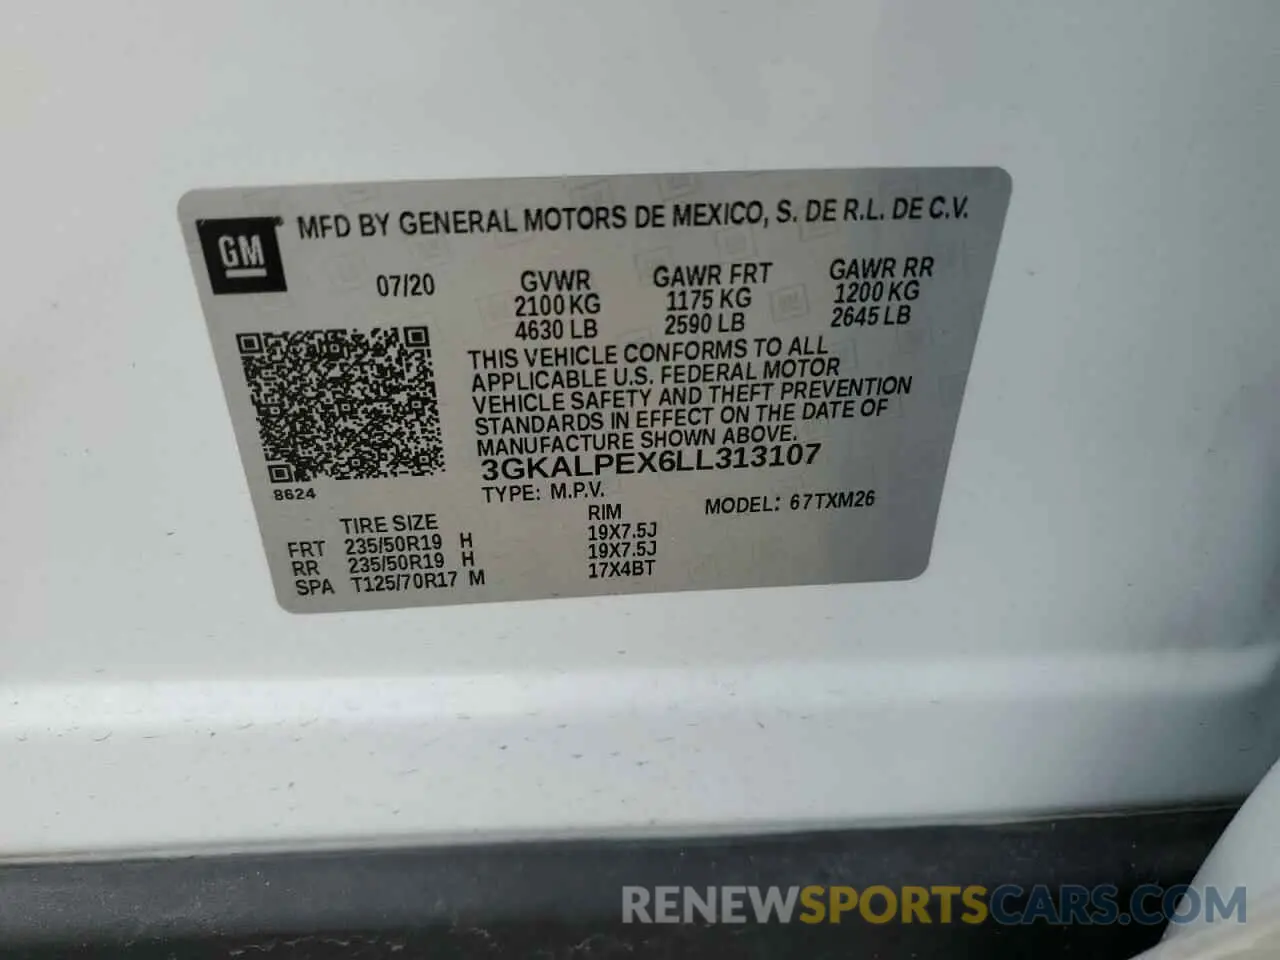 GM ® MFD BY GENERAL MOTORS DE MEXICO, S. DE R.L. DE C.V.
07/20 GVWR GAWR FRT GAWR RR
2100 KG 1175 KG 1200 KG
4630 LB 2590 LB 2645 LB
THIS VEHICLE CONFORMS TO ALL
APPLICABLE U.S. FEDERAL MOTOR
VEHICLE SAFETY AND THEFT PREVENTION
STANDARDS IN EFFECT ON THE DATE OF
MANUFACTURE SHOWN ABOVE.
3GKALPEX6LL313107
8624 TYPE: M.P.V. MODEL: 67TXM26
TIRE SIZE RIM
FRT 235/50R19 H 19X7.5J
RR 235/50R19 H 19X7.5J
SPA T125/70R17 M 17X4BT
RENEWSPORTSCARS.COM